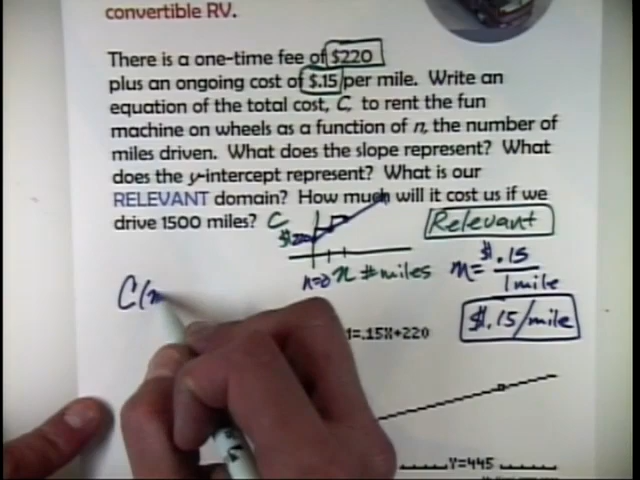 convertible RV.
There is a one-time fee of $220
plus an ongoing cost of $.15 per mile. Write an
equation of the total cost, C, to rent the fun
machine on wheels as a function of n, the number of
miles driven. What does the slope represent? What
does the y-intercept represent? What is our
RELEVANT domain? How much will it cost us if we
drive 1500 miles? C Relevant
$220
n=0 n # miles m= $.15
1 mile
C(n
$.15/mile
1=.15X+220
Y=445